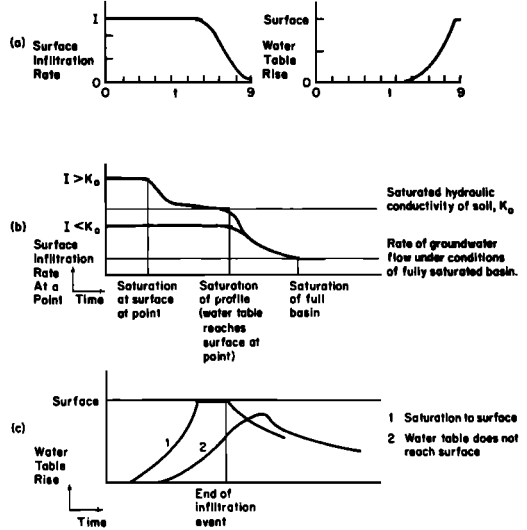 (a)
I
Surface
Infiltration
Rate
0
0
1
9
Surface
Water
Table
Rise
0
1
9
(b)
I > Ko
I < Ko
Surface
Infiltration
Rate
At a
Point
Time
Saturation
at surface
at point
Saturation
of profile
(water table
reaches
surface at
point)
Saturation
of full
basin
Saturated hydraulic
conductivity of soil, Ko
Rate of groundwater
flow under conditions
of fully saturated basin.
(c)
Surface
Water
Table
Rise
Time
1
2
End of
infiltration
event
1 Saturation to surface
2 Water table does not
reach surface